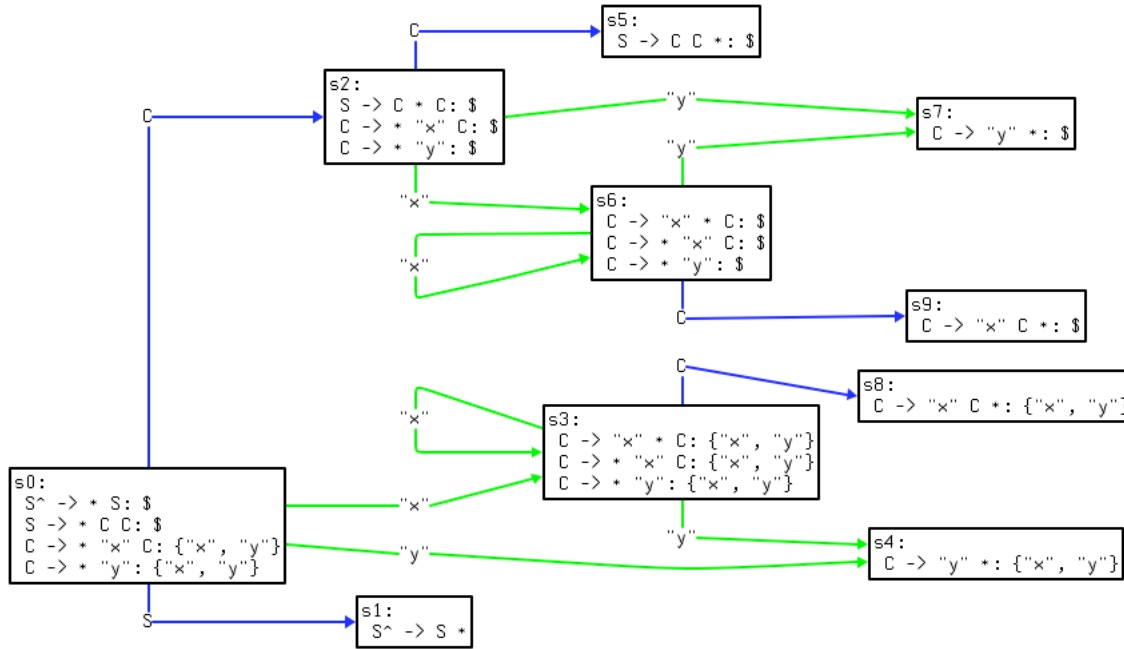 s5:
S -> C C *: $
C
s2:
S -> C * C: $
C -> * "x" C: $
C -> * "y": $
"y"
s7:
C -> "y" *: $
C
"y"
"x"
s6:
C -> "x" * C: $
C -> * "x" C: $
C -> * "y": $
"x"
s9:
C -> "x" C *: $
C
C
s8:
C -> "x" C *: {"x", "y"}
"x"
s3:
C -> "x" * C: {"x", "y"}
C -> * "x" C: {"x", "y"}
C -> * "y": {"x", "y"}
s0:
S^ -> * S: $
S -> * C C: $
C -> * "x" C: {"x", "y"}
C -> * "y": {"x", "y"}
"x"
"y"
"y"
s4:
C -> "y" *: {"x", "y"}
S
s1:
S^ -> S *